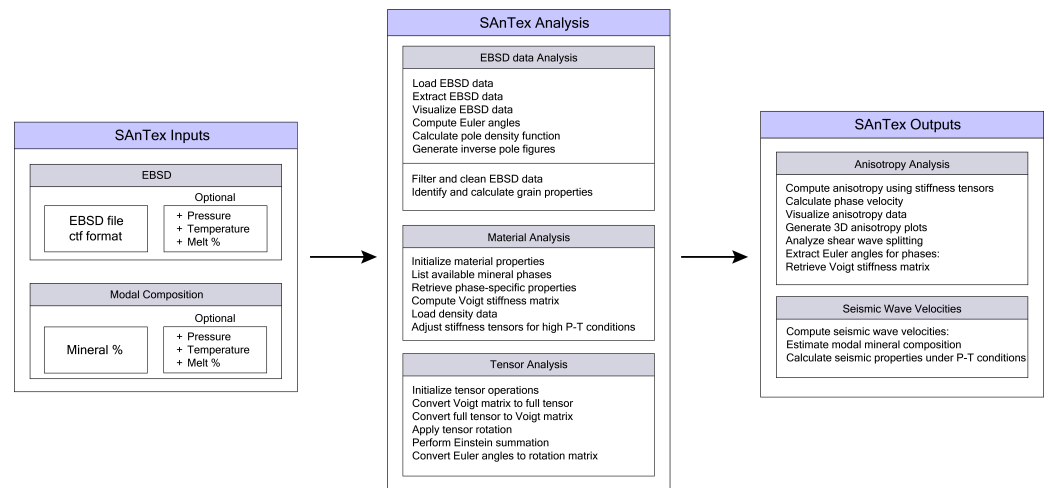 SAnTex Inputs
EBSD
EBSD file
ctf format
Optional
+ Pressure
+ Temperature
+ Melt %
Modal Composition
Mineral %
Optional
+ Pressure
+ Temperature
+ Melt %
SAnTex Analysis
EBSD data Analysis
Load EBSD data
Extract EBSD data
Visualize EBSD data
Compute Euler angles
Calculate pole density function
Generate inverse pole figures
Filter and clean EBSD data
Identify and calculate grain properties
Material Analysis
Initialize material properties
List available mineral phases
Retrieve phase-specific properties
Compute Voigt stiffness matrix
Load density data
Adjust stiffness tensors for high P-T conditions
Tensor Analysis
Initialize tensor operations
Convert Voigt matrix to full tensor
Convert full tensor to Voigt matrix
Apply tensor rotation
Perform Einstein summation
Convert Euler angles to rotation matrix
SAnTex Outputs
Anisotropy Analysis
Compute anisotropy using stiffness tensors
Calculate phase velocity
Visualize anisotropy data
Generate 3D anisotropy plots
Analyze shear wave splitting
Extract Euler angles for phases:
Retrieve Voigt stiffness matrix
Seismic Wave Velocities
Compute seismic wave velocities:
Estimate modal mineral composition
Calculate seismic properties under P-T conditions